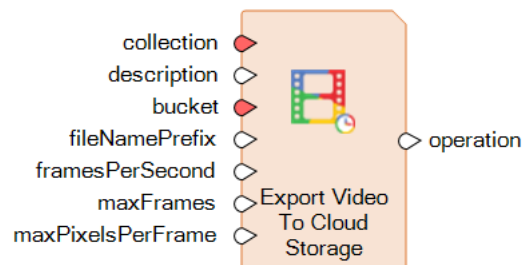 collection
description
bucket
fileNamePrefix
framesPerSecond
maxFrames
maxPixelsPerFrame
Export Video
To Cloud
Storage
operation